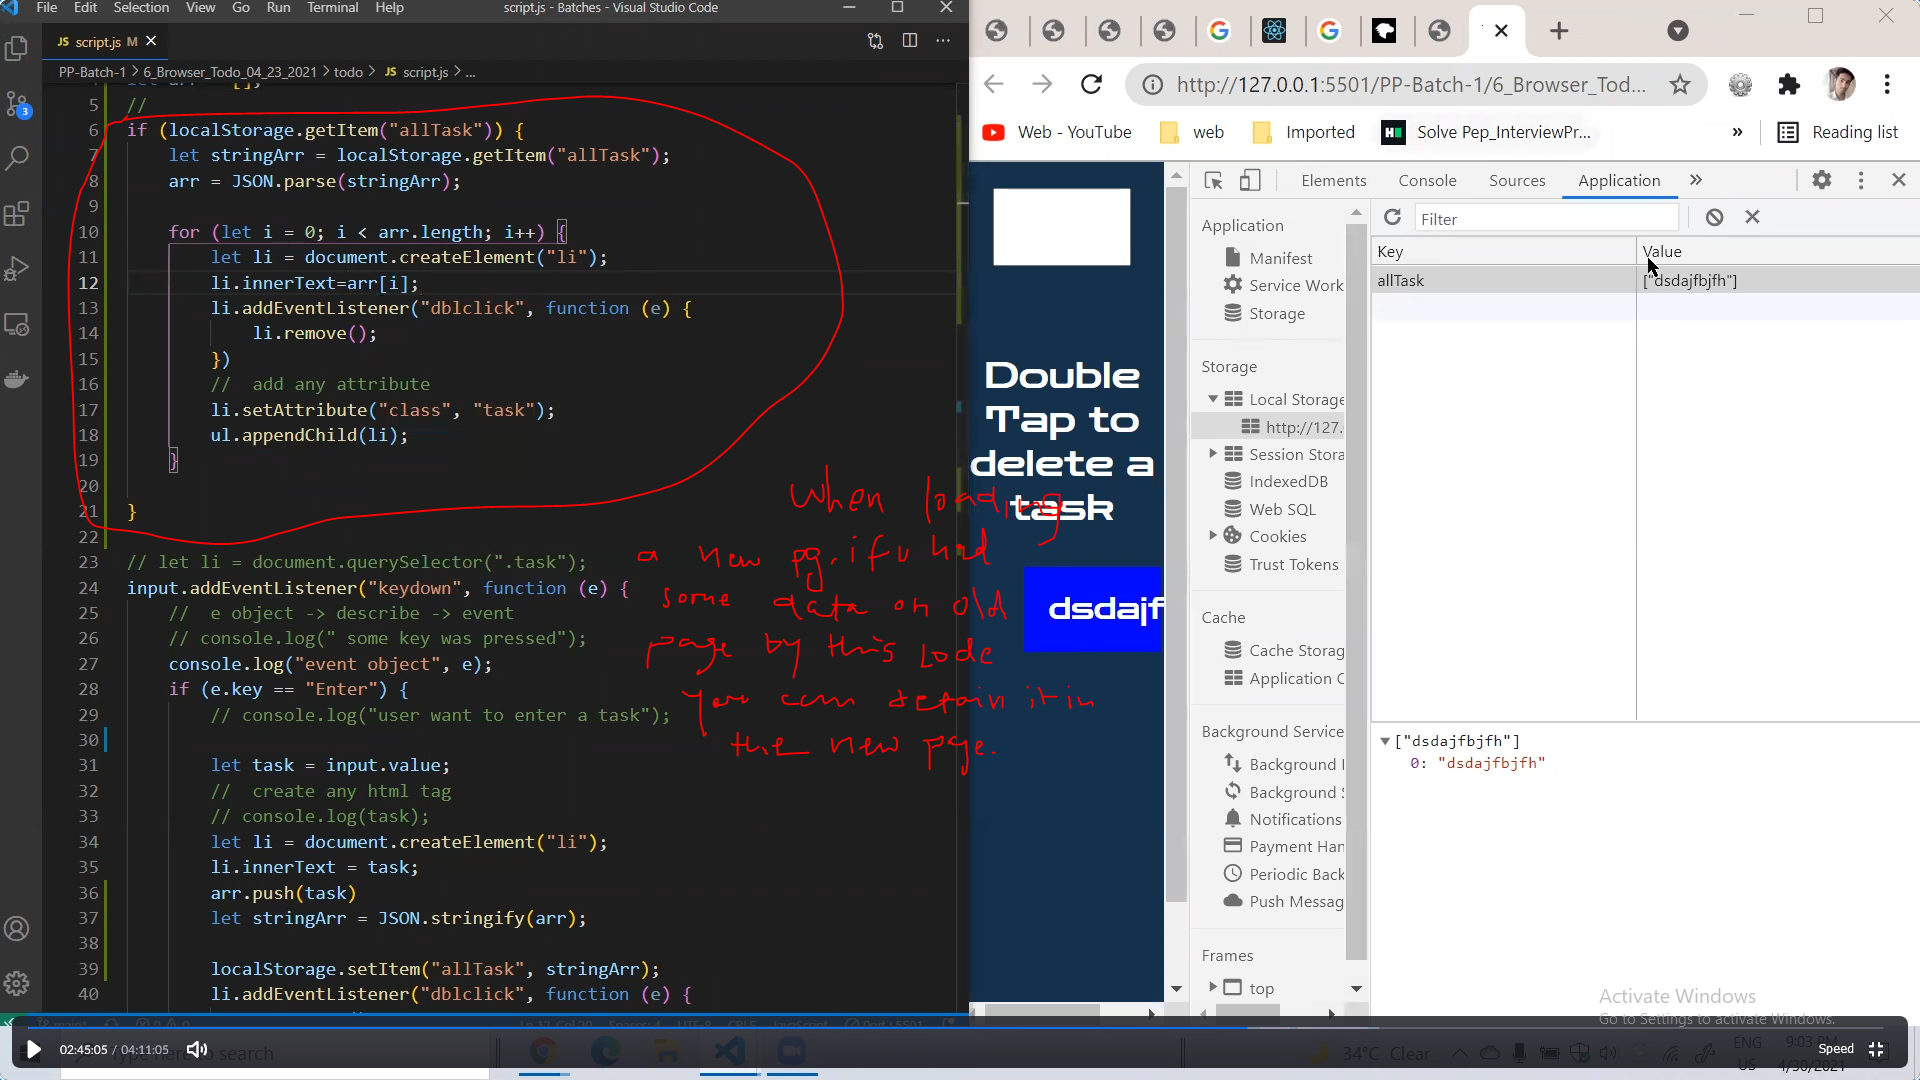 File Edit Selection View Go Run Terminal Help script.js - Batches - Visual Studio Code
JS script.js M
PP-Batch-1 > 6_Browser_Todo_04_23_2021 > todo > JS script.js > ...
5 //
6 if (localStorage.getItem("allTask")) {
7 let stringArr = localStorage.getItem("allTask");
8 arr = JSON.parse(stringArr);
9
10 for (let i = 0; i < arr.length; i++) {
11 let li = document.createElement("li");
12 li.innerText=arr[i];
13 li.addEventListener("dblclick", function (e) {
14 li.remove();
15 })
16 // add any attribute
17 li.setAttribute("class", "task");
18 ul.appendChild(li);
19 }
20
21 }
22
23 // let li = document.querySelector(".task");
24 input.addEventListener("keydown", function (e) {
25 // e object -> describe -> event
26 // console.log(" some key was pressed");
27 console.log("event object", e);
28 if (e.key == "Enter") {
29 // console.log("user want to enter a task");
30
31 let task = input.value;
32 // create any html tag
33 // console.log(task);
34 let li = document.createElement("li");
35 li.innerText = task;
36 arr.push(task)
37 let stringArr = JSON.stringify(arr);
38
39 localStorage.setItem("allTask", stringArr);
40 li.addEventListener("dblclick", function (e) {
When loading
a new pg, if u had
some data on old
page by this code
you can retain it in
the new page.
3
http://127.0.0.1:5501/PP-Batch-1/6_Browser_Tod...
Web - YouTube web Imported Solve Pep_InterviewPr... » Reading list
Double
Tap to
delete a
task
dsdajf
Elements Console Sources Application »
Filter
Application
Manifest
Service Work
Storage
Storage
Local Storage
http://127.
Session Stora
IndexedDB
Web SQL
Cookies
Trust Tokens
Cache
Cache Storag
Application C
Background Service
Background F
Background S
Notifications
Payment Han
Periodic Back
Push Messag
Frames
top
Key Value
allTask ["dsdajfbjfh"]
["dsdajfbjfh"]
0: "dsdajfbjfh"
Activate Windows
Go to Settings to activate Windows.
02:45:05 / 04:11:05
here to search
34°C Clear
ENG
US
9:03 PM
4/30/2021
Speed